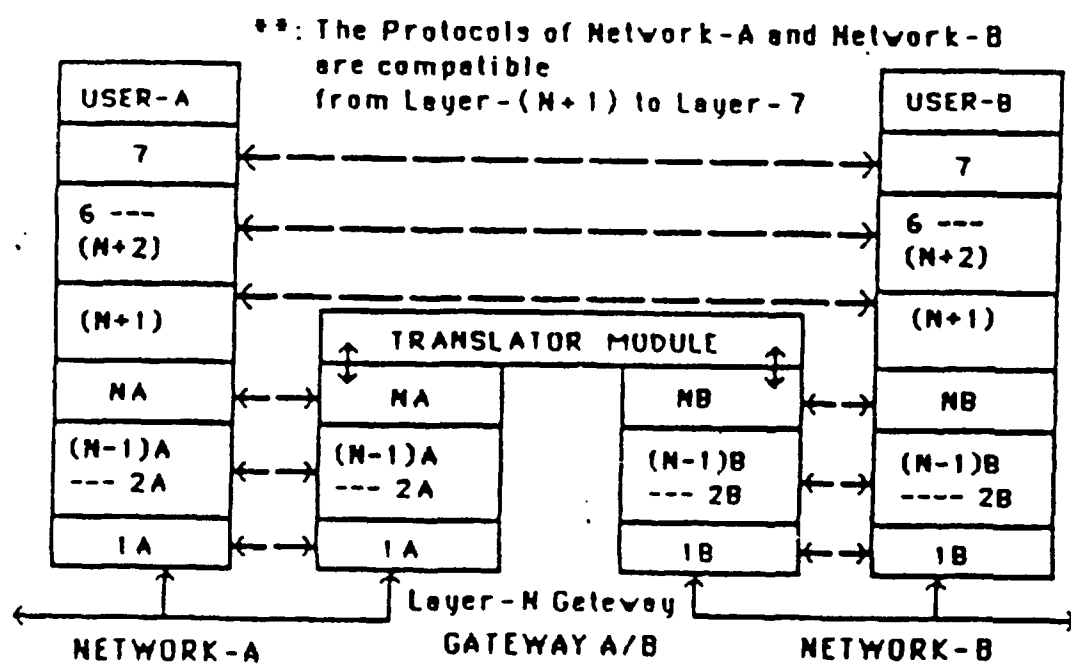 **: The Protocols of Network-A and Network-B
are compatible
from Layer-(N+1) to Layer-7
USER-A
USER-B
7
7
6 ---
(N+2)
6 ---
(N+2)
(N+1)
(N+1)
TRANSLATOR MODULE
NA
NA
NB
NB
(N-1)A
--- 2A
(N-1)A
--- 2A
(N-1)B
--- 2B
(N-1)B
---- 2B
1A
1A
1B
1B
Layer-N Gateway
NETWORK-A
GATEWAY A/B
NETWORK-B